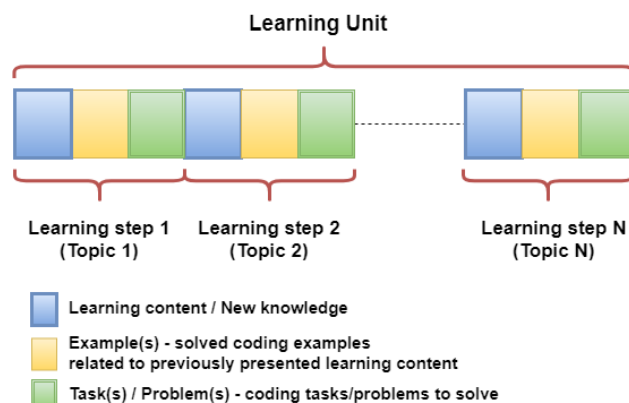 Learning Unit
Learning step 1
(Topic 1)
Learning step 2
(Topic 2)
Learning step N
(Topic N)
Learning content / New knowledge
Example(s) - solved coding examples
related to previously presented learning content
Task(s) / Problem(s) - coding tasks/problems to solve